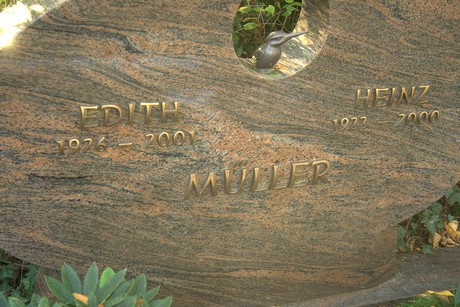 EDITH
1926 – 2001
HEINZ
1922 – 2000
MÜLLER